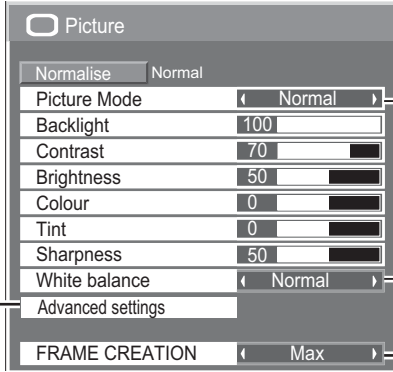 Picture
Normalise Normal
Picture Mode Normal
Backlight 100
Contrast 70
Brightness 50
Colour 0
Tint 0
Sharpness 50
White balance Normal
Advanced settings
FRAME CREATION Max